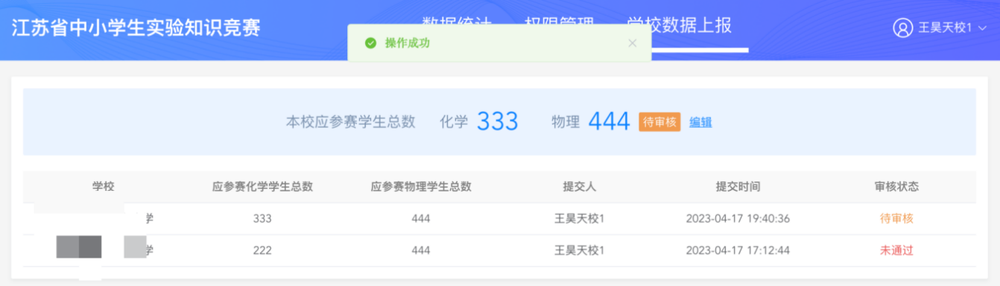 江苏省中小学生实验知识竞赛 数据统计 权限管理 学校数据上报 王昊天校1
操作成功
本校应参赛学生总数 化学 333 物理 444 待审核 编辑
学校 应参赛化学学生总数 应参赛物理学生总数 提交人 提交时间 审核状态
学 333 444 王昊天校1 2023-04-17 19:40:36 待审核
学 222 444 王昊天校1 2023-04-17 17:12:44 未通过